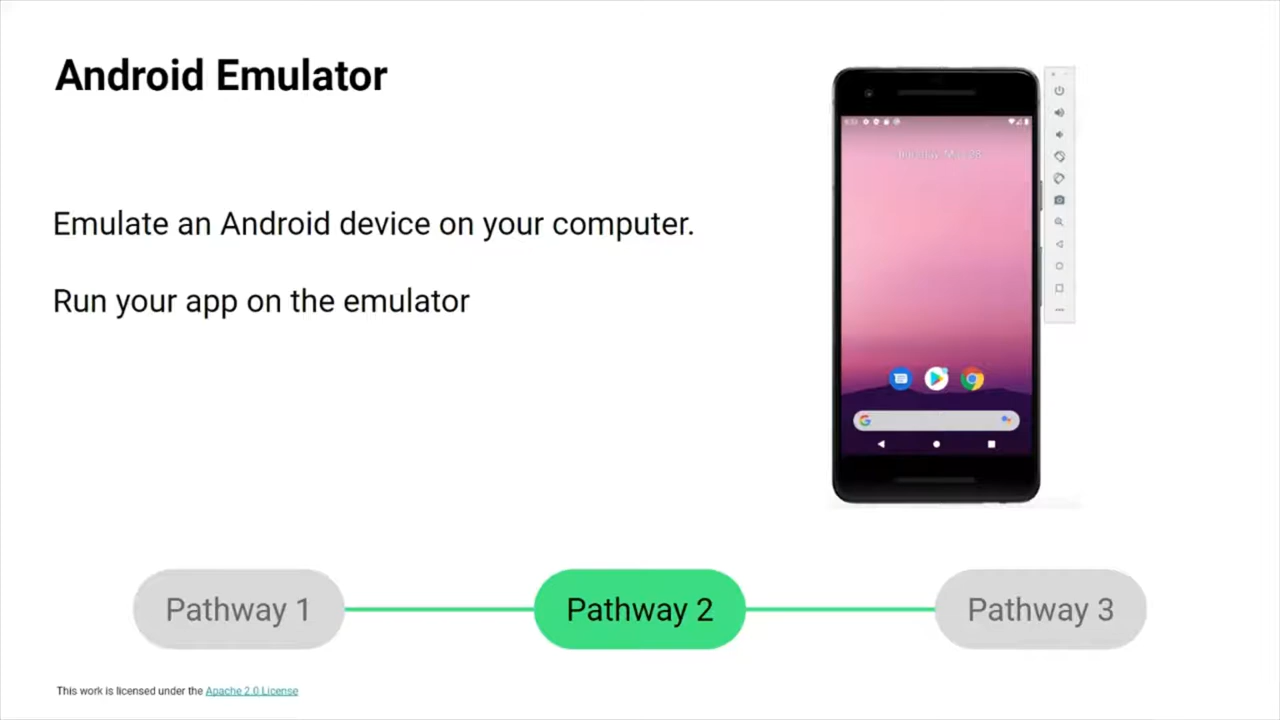 Android Emulator
Emulate an Android device on your computer.
Run your app on the emulator
Pathway 1
Pathway 2
Pathway 3
This work is licensed under the Apache 2.0 License